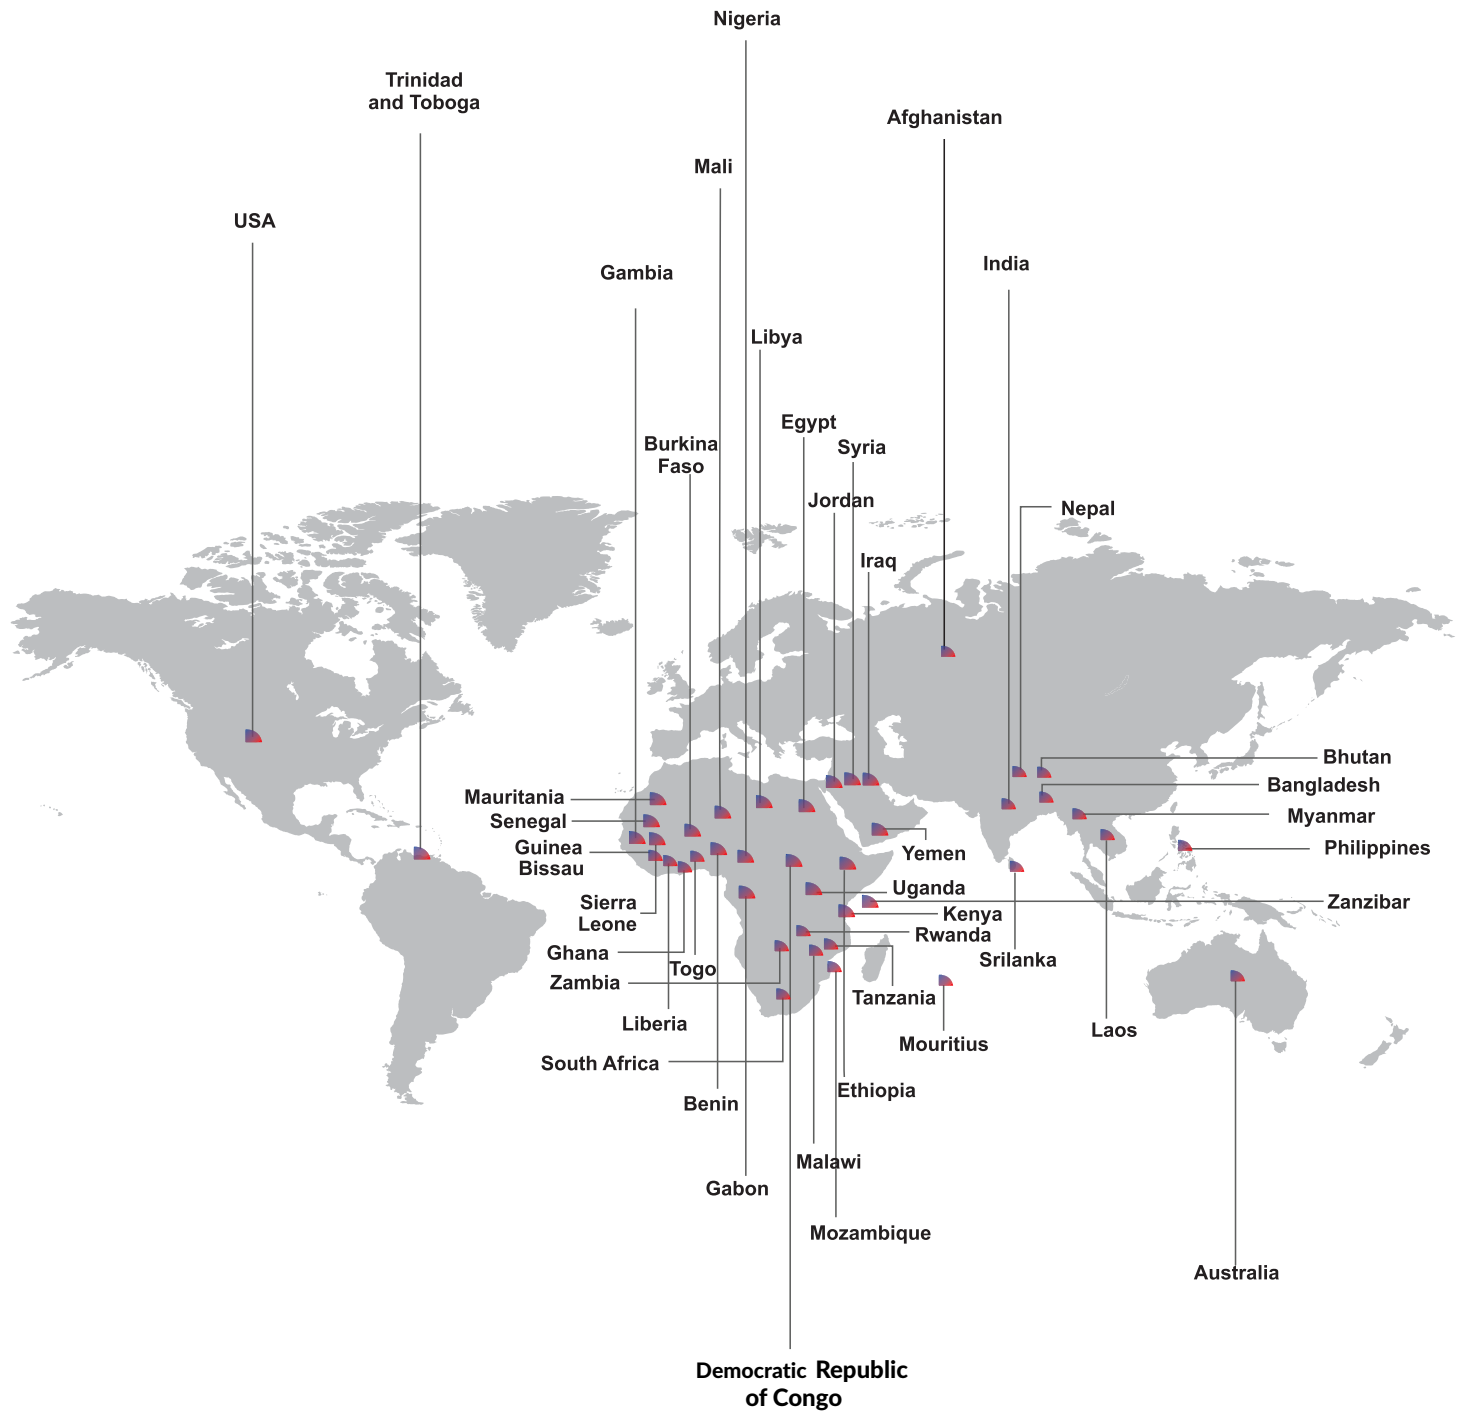 Nigeria
Trinidad
and Toboga
Afghanistan
Mali
USA
India
Gambia
Libya
Egypt
Burkina
Faso
Syria
Jordan
Nepal
Iraq
Bhutan
Bangladesh
Mauritania
Senegal
Myanmar
Guinea
Bissau
Yemen
Philippines
Uganda
Sierra
Leone
Zanzibar
Kenya
Rwanda
Ghana
Togo
Srilanka
Zambia
Tanzania
Liberia
Laos
Mouritius
South Africa
Ethiopia
Benin
Malawi
Gabon
Mozambique
Australia
Democratic Republic
of Congo